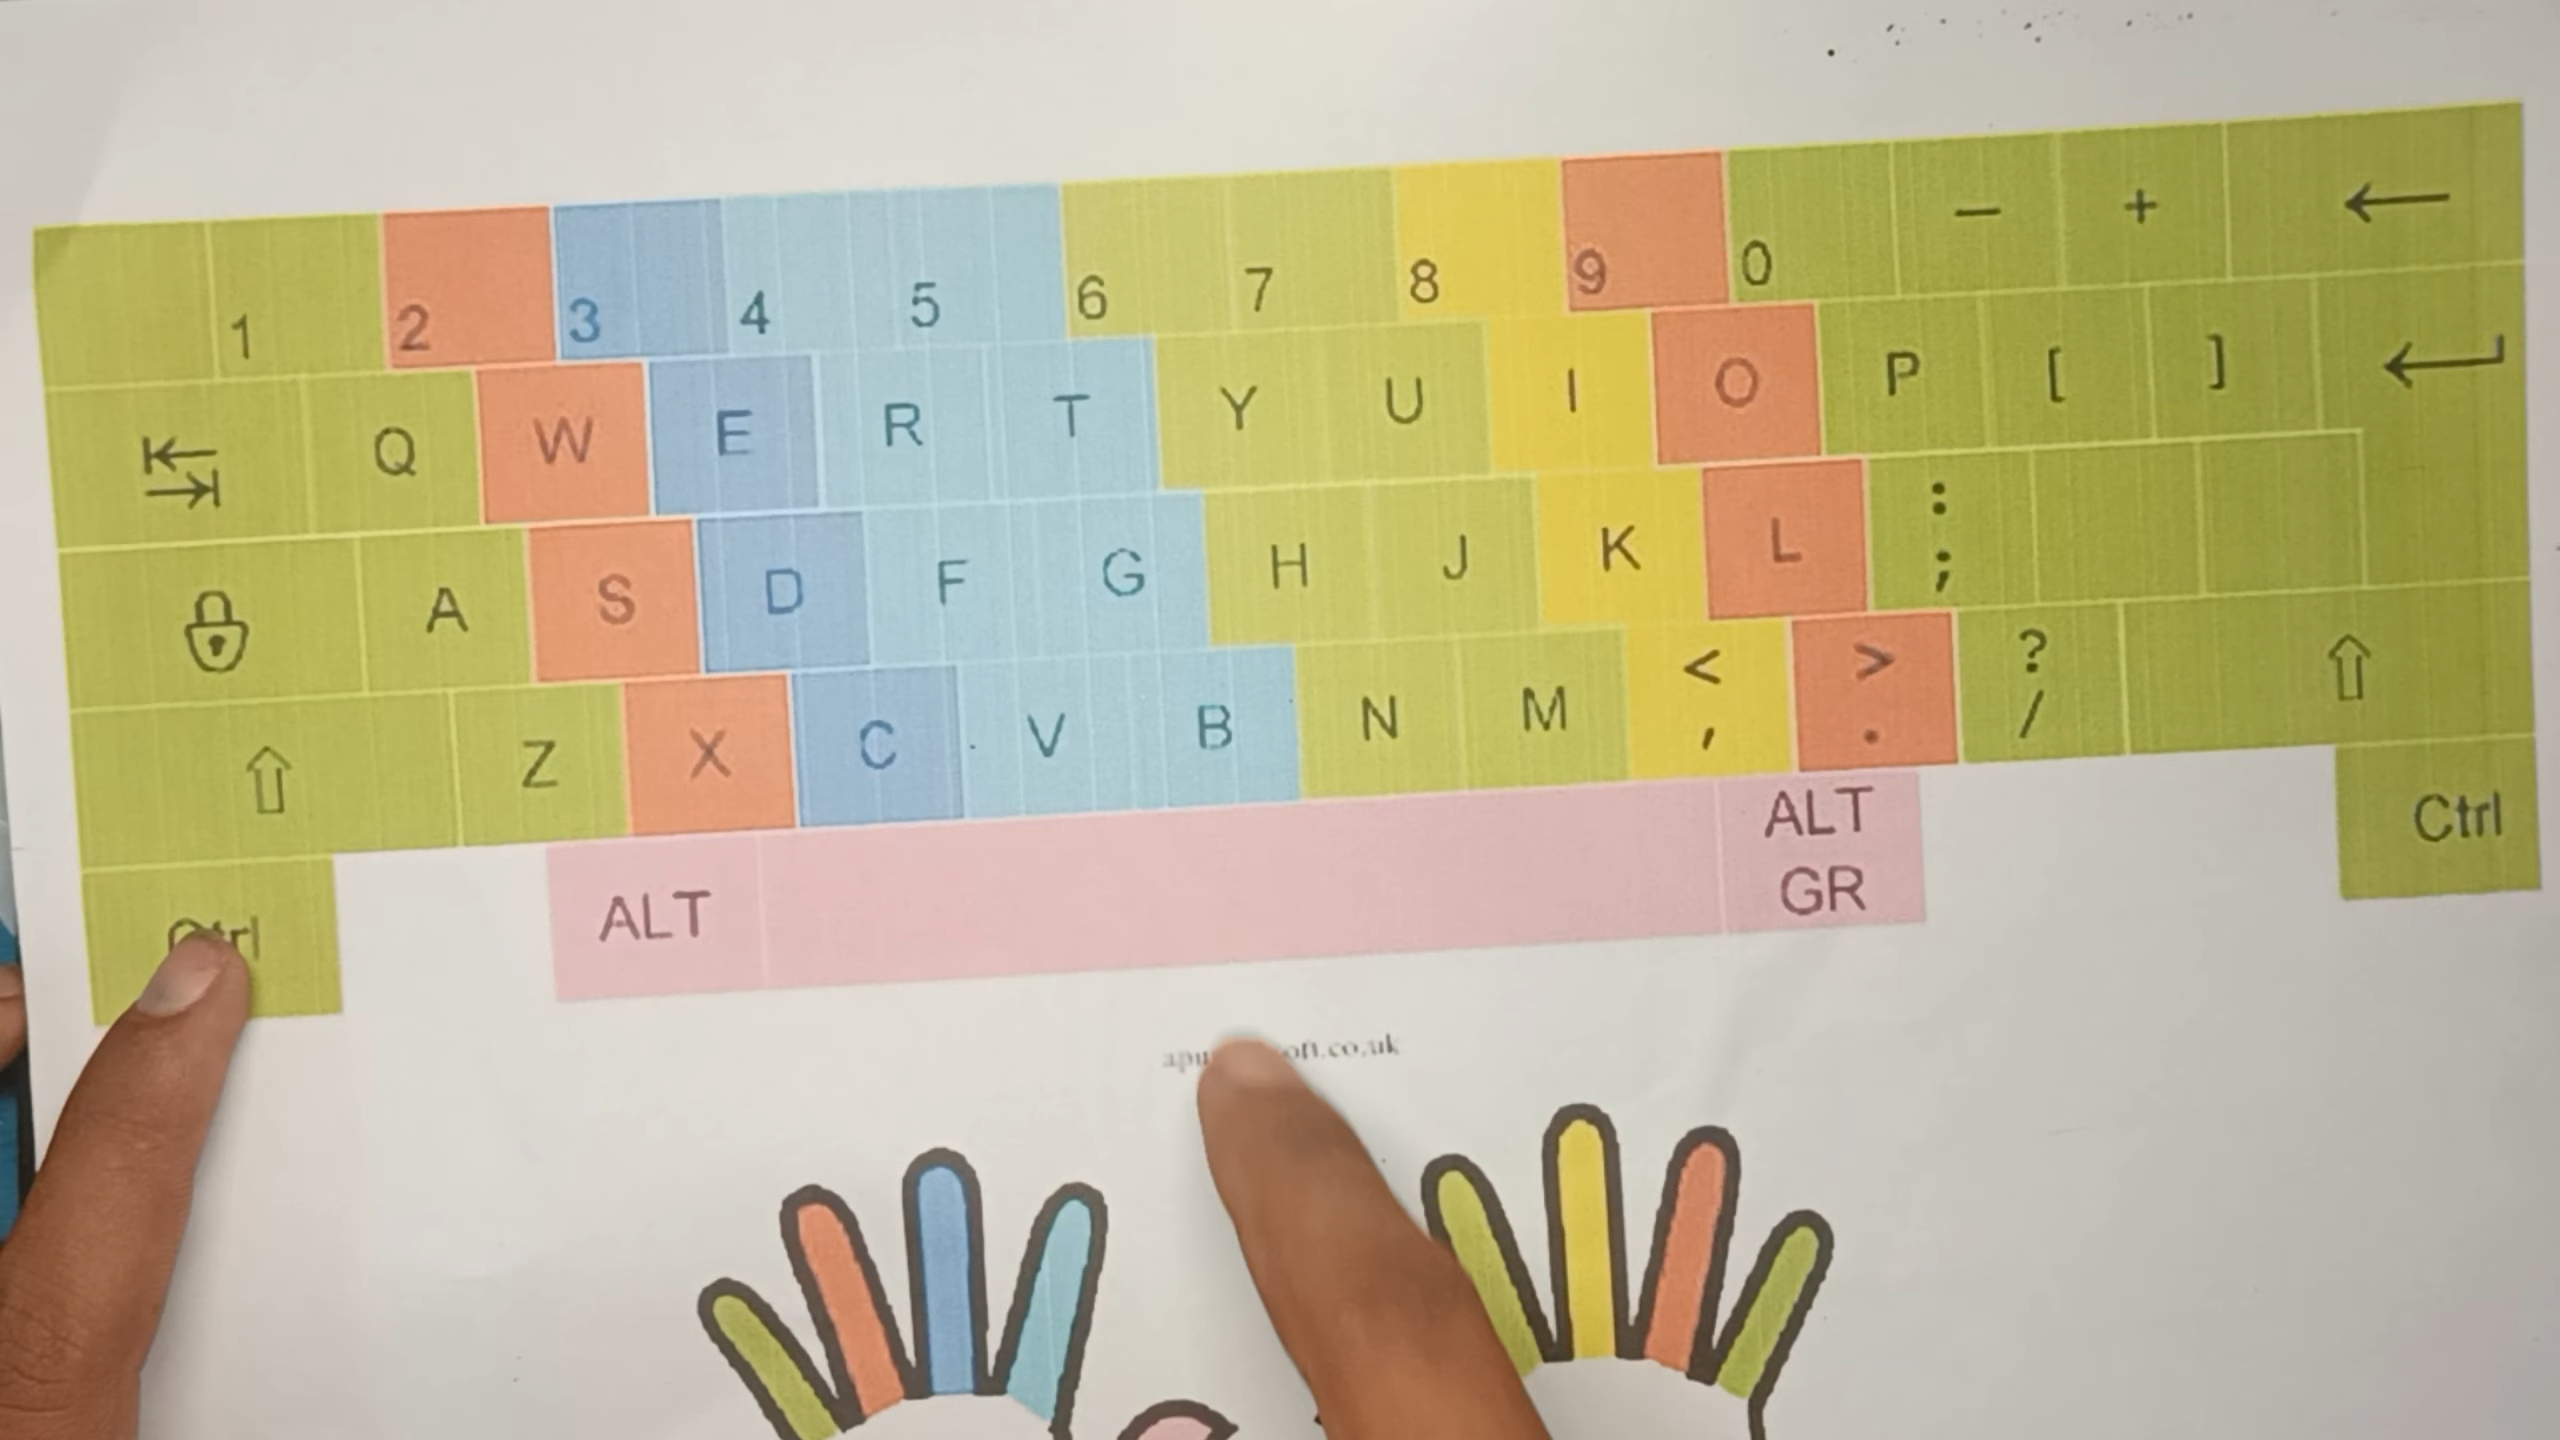 1 2 3 4 5 6 7 8 9 0 — + ←
Q W E R T Y U I O P [ ]
A S D F G H J K L : ;
⇧ Z X C V B N M < , > . ? / ⇧
ALT ALT GR Ctrl